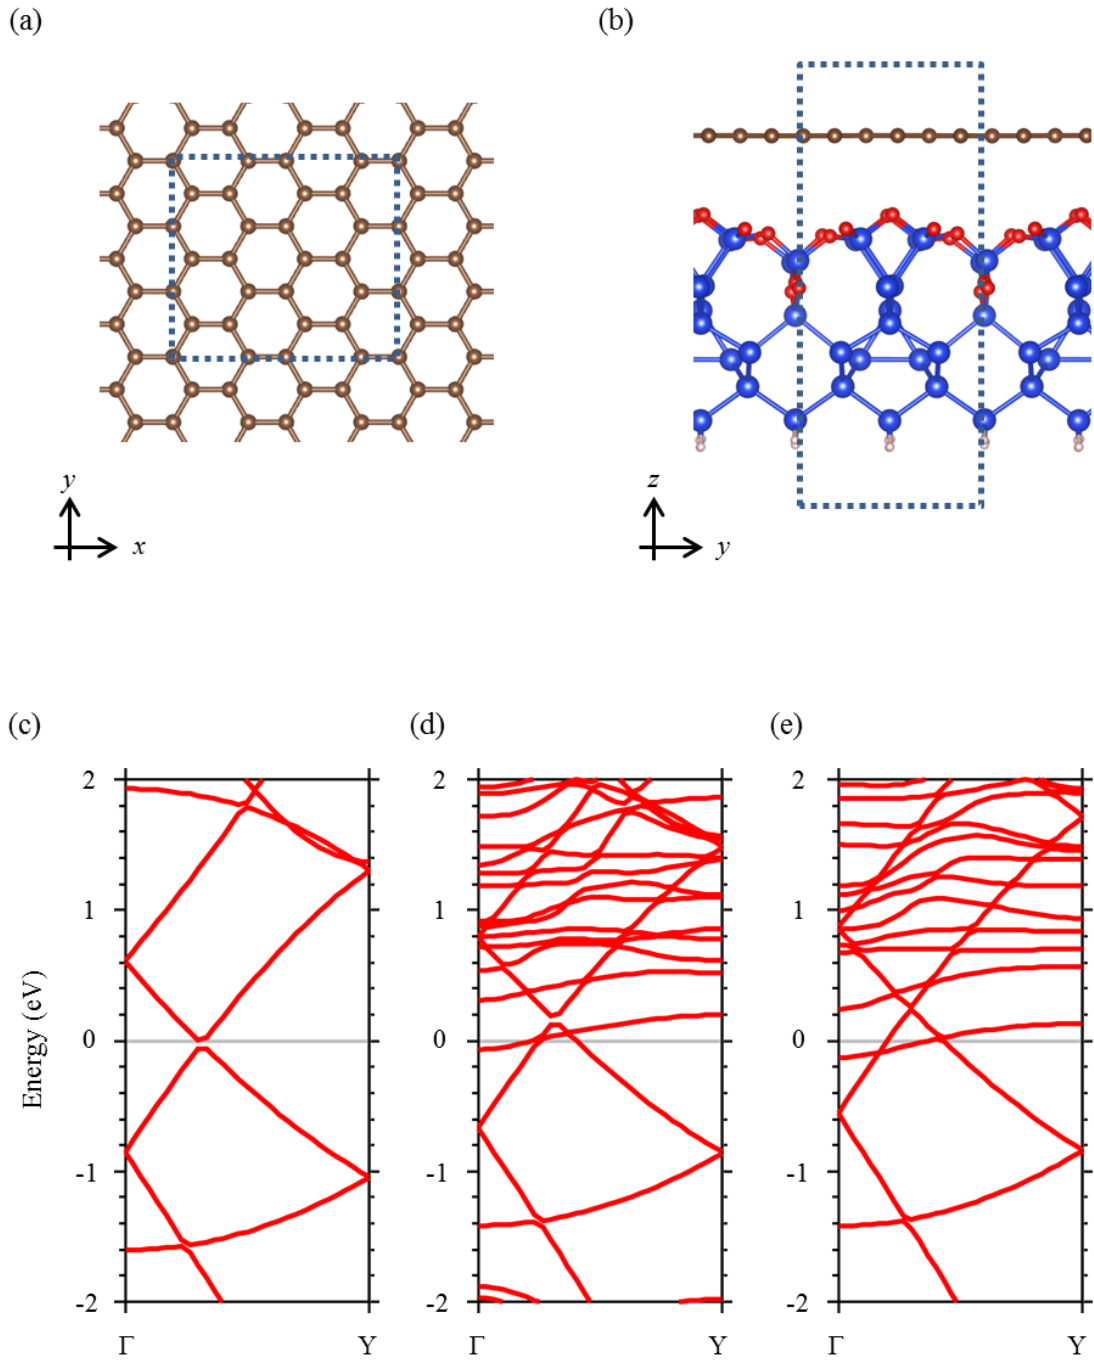 (a) (b)
y
x
z
y
(c) (d) (e)
Energy (eV)
2 2 2
1 1 1
0 0 0
-1 -1 -1
-2 -2 -2
Γ Y Γ Y Γ Y